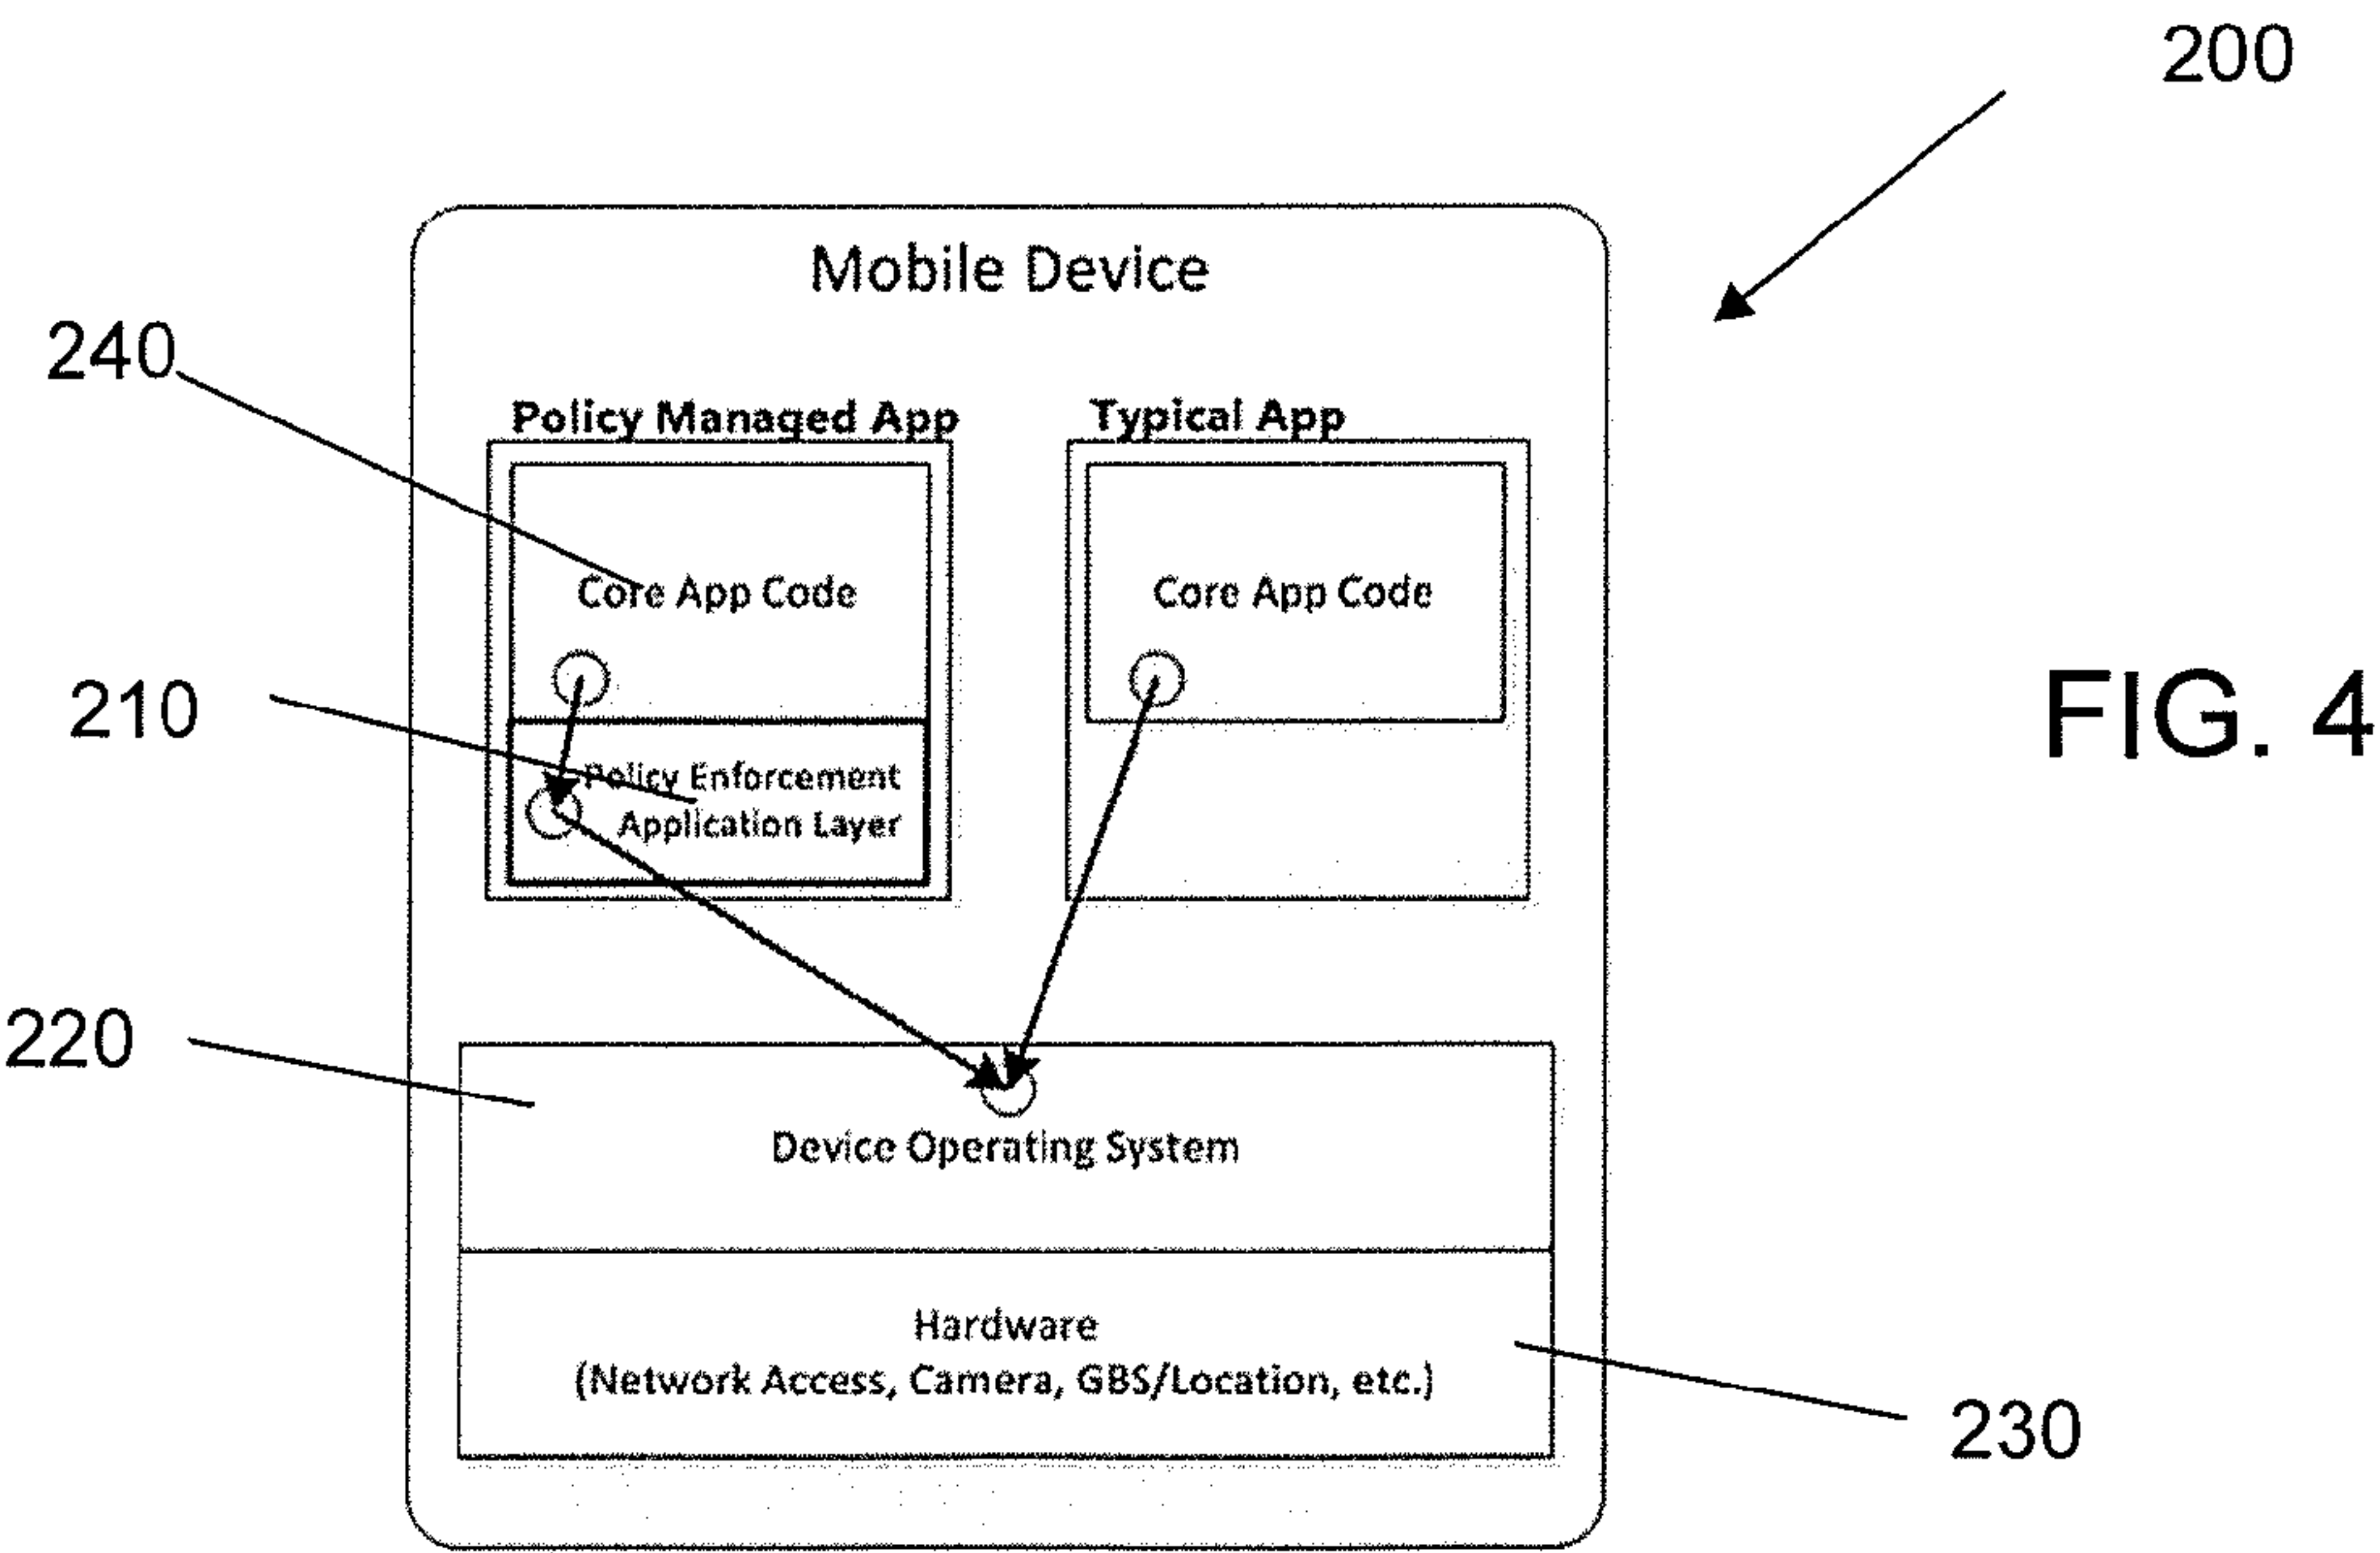 200
Mobile Device
240
Policy Managed App
Typical App
Core App Code
Core App Code
210
Policy Enforcement
Application Layer
FIG. 4
220
Device Operating System
Hardware
(Network Access, Camera, GBS/Location, etc.)
230